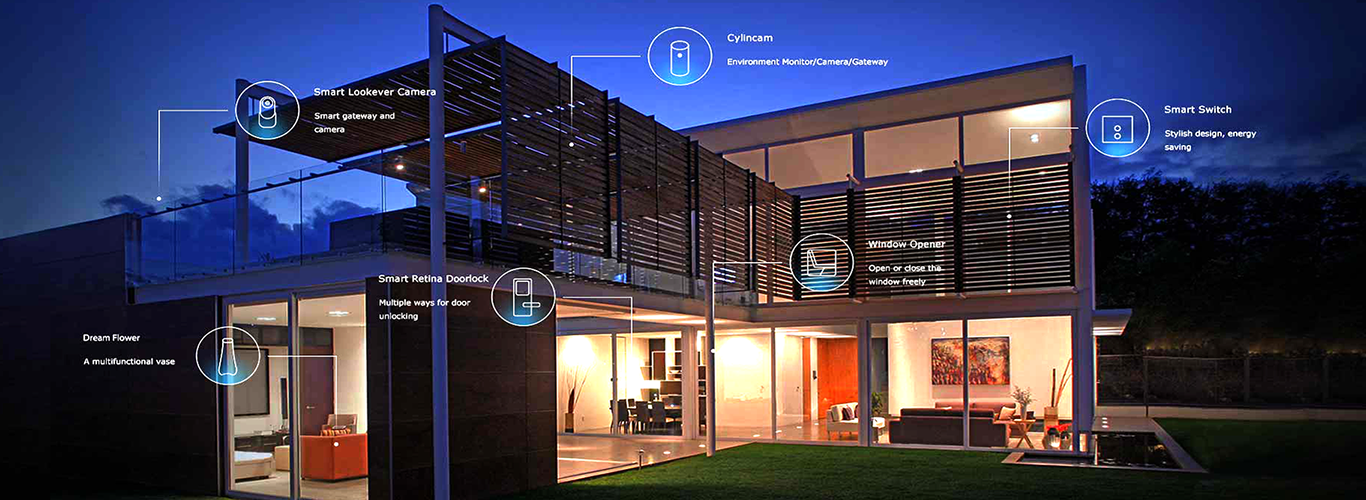 Cylincam
Environment Monitor/Camera/Gateway
Smart Lookever Camera
Smart gateway and
camera
Smart Switch
Stylish design, energy
saving
Window Opener
Open or close the
window freely
Smart Retina Doorlock
Multiple ways for door
unlocking
Dream Flower
A multifunctional vase